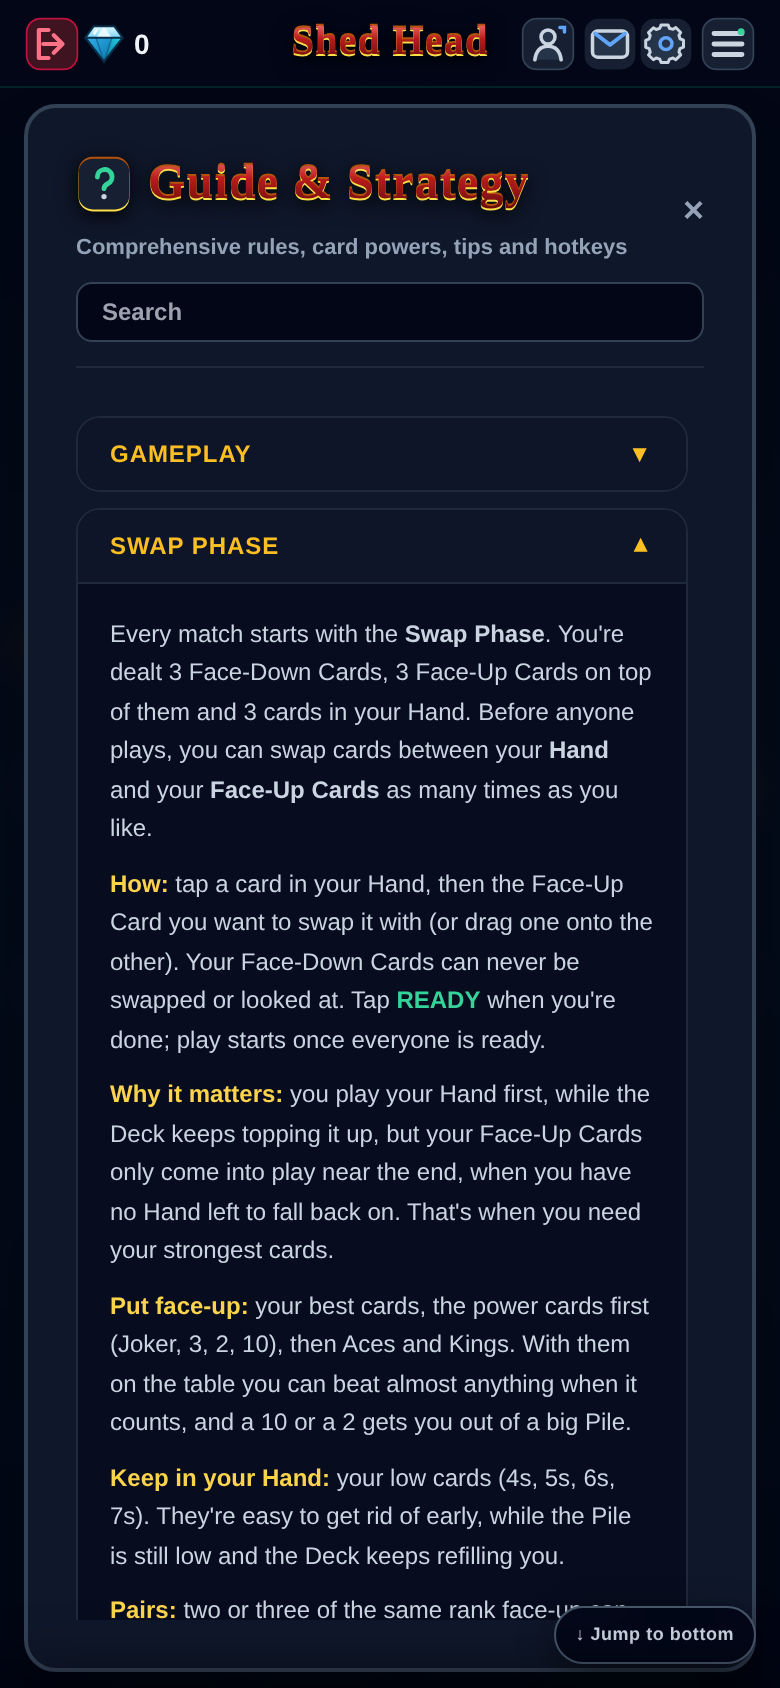 0
Shed Head
? Guide & Strategy
×
Comprehensive rules, card powers, tips and hotkeys
Search
GAMEPLAY ▼
SWAP PHASE ▲
Every match starts with the Swap Phase. You're
dealt 3 Face-Down Cards, 3 Face-Up Cards on top
of them and 3 cards in your Hand. Before anyone
plays, you can swap cards between your Hand
and your Face-Up Cards as many times as you
like.
How: tap a card in your Hand, then the Face-Up
Card you want to swap it with (or drag one onto the
other). Your Face-Down Cards can never be
swapped or looked at. Tap READY when you're
done; play starts once everyone is ready.
Why it matters: you play your Hand first, while the
Deck keeps topping it up, but your Face-Up Cards
only come into play near the end, when you have
no Hand left to fall back on. That's when you need
your strongest cards.
Put face-up: your best cards, the power cards first
(Joker, 3, 2, 10), then Aces and Kings. With them
on the table you can beat almost anything when it
counts, and a 10 or a 2 gets you out of a big Pile.
Keep in your Hand: your low cards (4s, 5s, 6s,
7s). They're easy to get rid of early, while the Pile
is still low and the Deck keeps refilling you.
Pairs: two or three of the same rank face-up can
↓ Jump to bottom